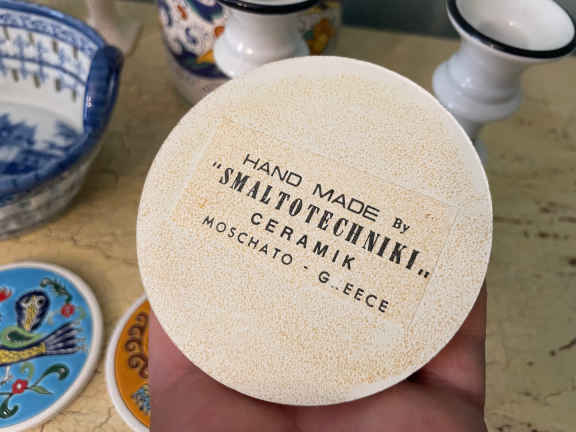 HAND MADE By
"SMALTOTECHNIKI„
CERAMIK
MOSCHATO - G..EECE